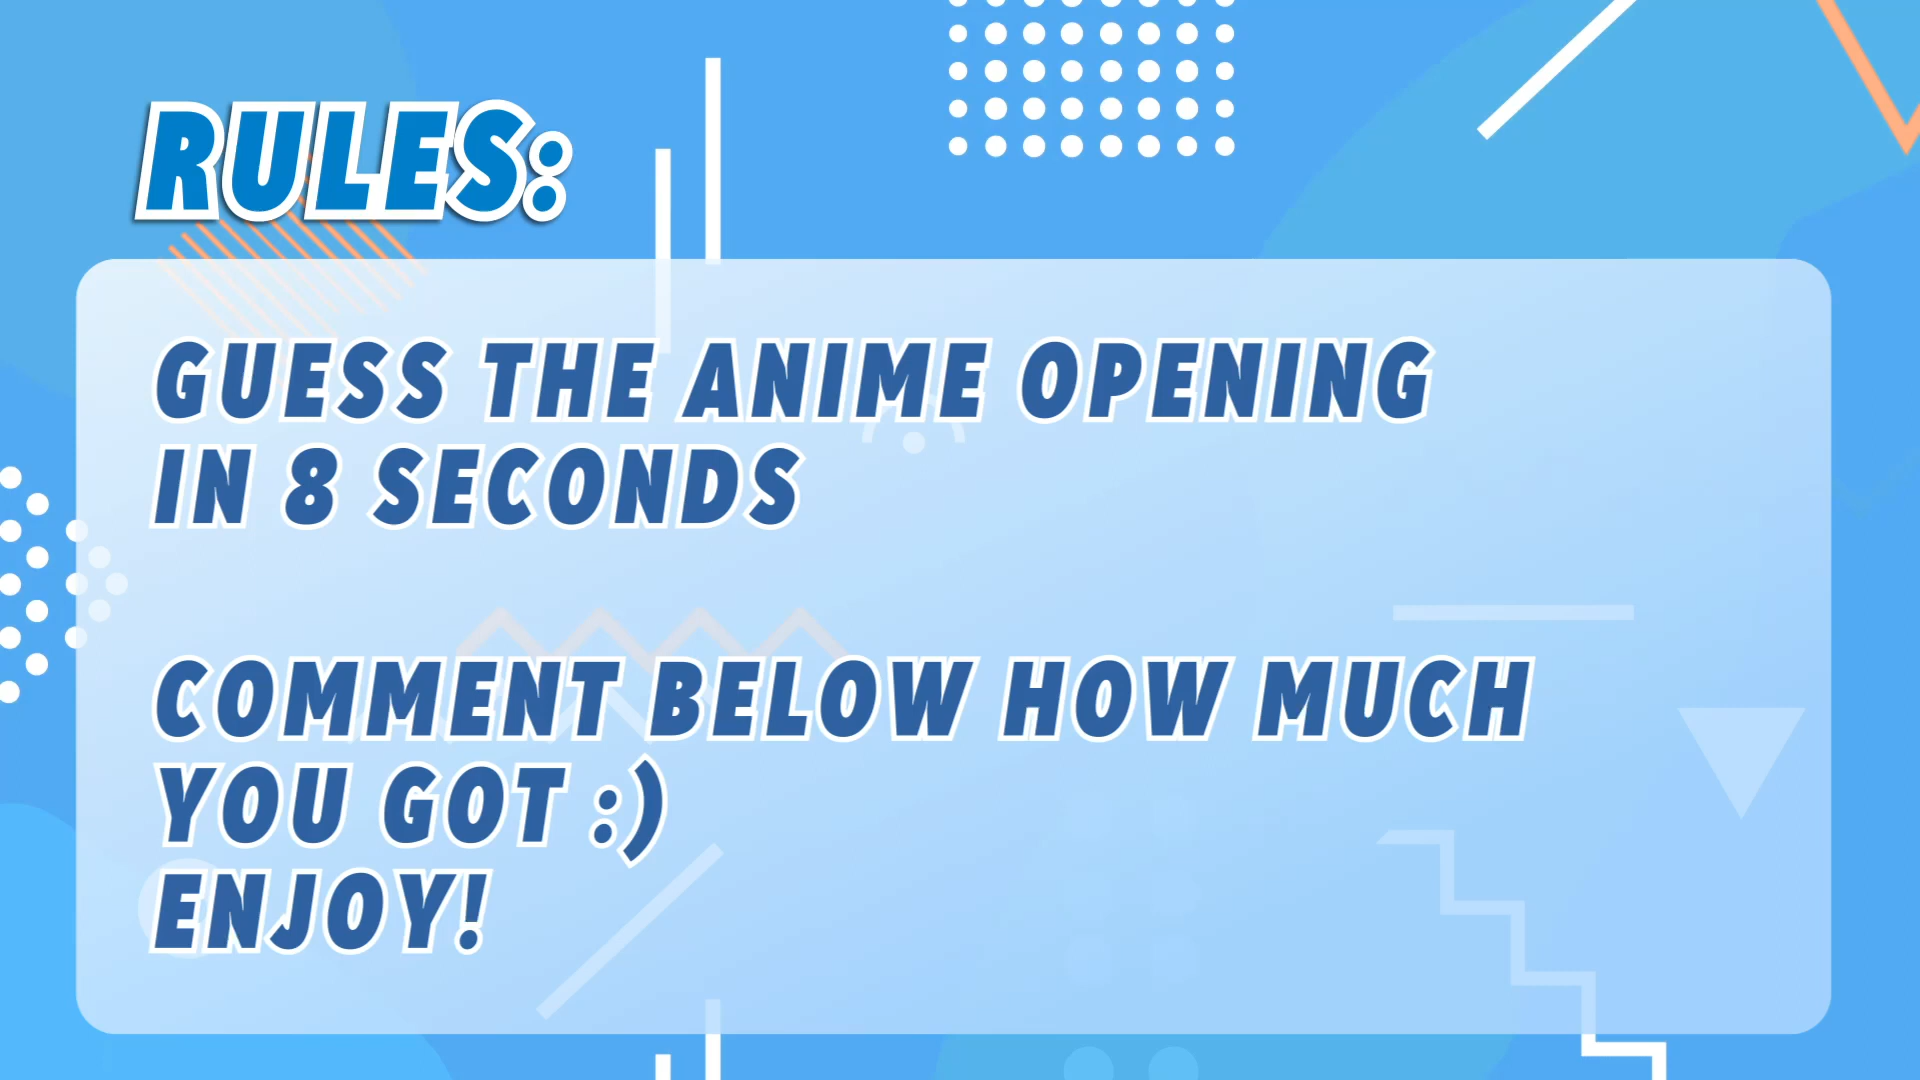 RULES:
GUESS THE ANIME OPENING
IN 8 SECONDS
COMMENT BELOW HOW MUCH
YOU GOT :)
ENJOY!